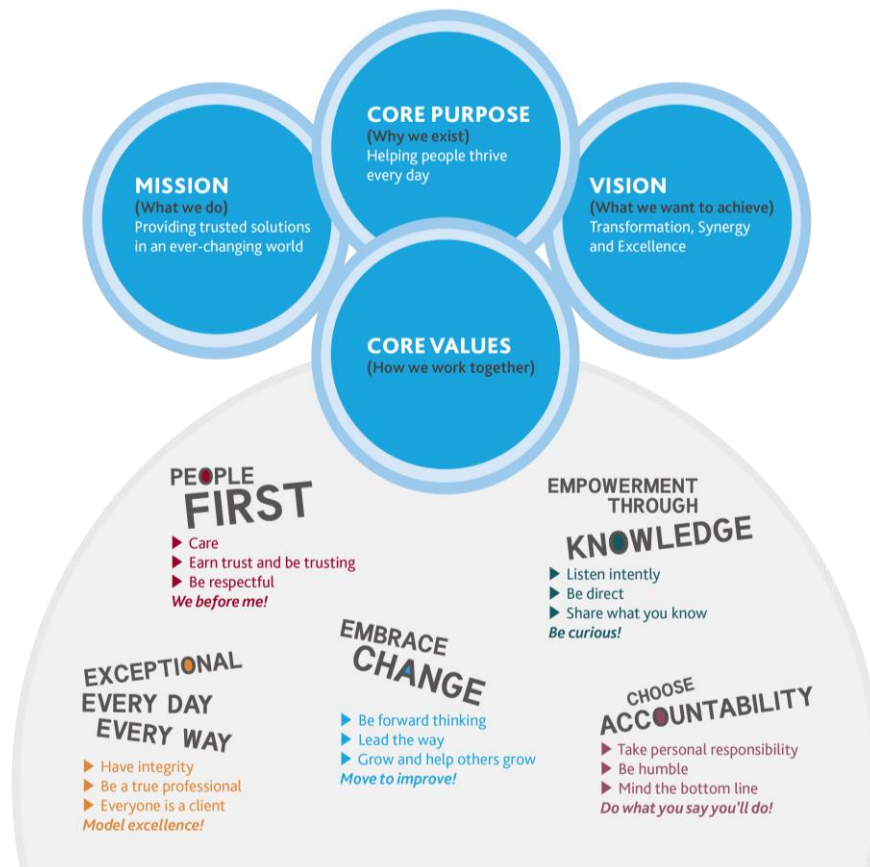 CORE PURPOSE
(Why we exist)
Helping people thrive
every day
MISSION
(What we do)
Providing trusted solutions
in an ever-changing world
VISION
(What we want to achieve)
Transformation, Synergy
and Excellence
CORE VALUES
(How we work together)
PEOPLE
FIRST
▶ Care
▶ Earn trust and be trusting
▶ Be respectful
We before me!
EMPOWERMENT
THROUGH
KNOWLEDGE
▶ Listen intently
▶ Be direct
▶ Share what you know
Be curious!
EXCEPTIONAL
EVERY DAY
EVERY WAY
▶ Have integrity
▶ Be a true professional
▶ Everyone is a client
Model excellence!
EMBRACE
CHANGE
▶ Be forward thinking
▶ Lead the way
▶ Grow and help others grow
Move to improve!
CHOOSE
ACCOUNTABILITY
▶ Take personal responsibility
▶ Be humble
▶ Mind the bottom line
Do what you say you'll do!